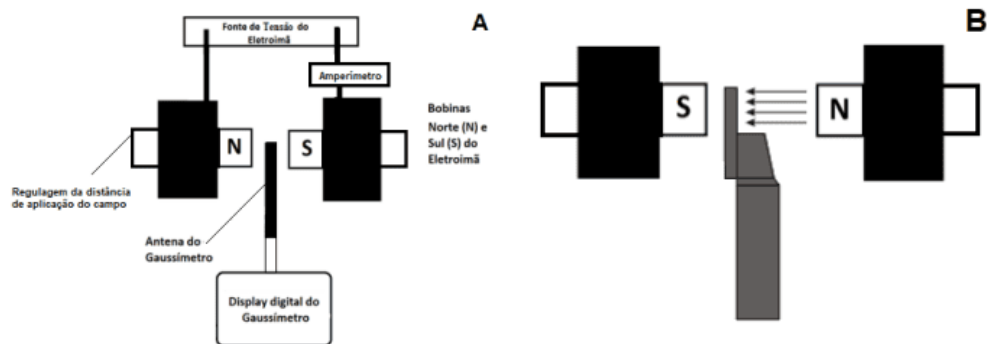 Fonte de Tensão do
Eletroimã
A
Amperímetro
N
S
Bobinas
Norte (N) e
Sul (S) do
Eletroimã
Regulagem da distância
de aplicação do campo
Antena do
Gaussímetro
Display digital do
Gaussímetro
B
S
N